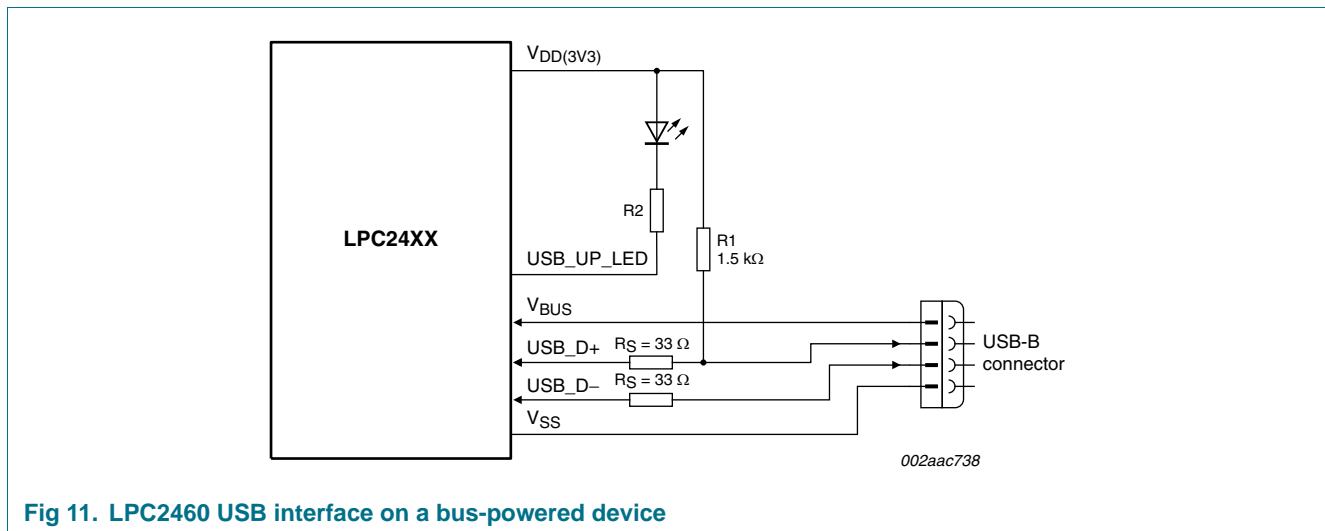 VDD(3V3)
R2
LPC24XX
R1
1.5 kΩ
USB_UP_LED
VBUS
USB_D+
RS = 33 Ω
USB-B
connector
USB_D−
RS = 33 Ω
VSS
002aac738
Fig 11. LPC2460 USB interface on a bus-powered device